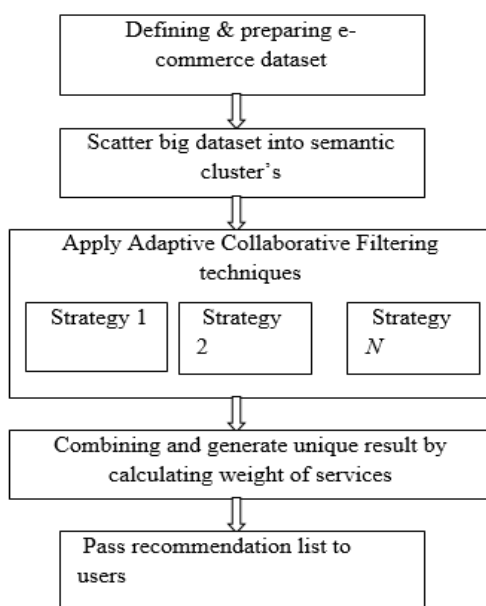 Defining & preparing e-
commerce dataset
Scatter big dataset into semantic
cluster's
Apply Adaptive Collaborative Filtering
techniques
Strategy 1
Strategy
2
Strategy
N
Combining and generate unique result by
calculating weight of services
Pass recommendation list to
users